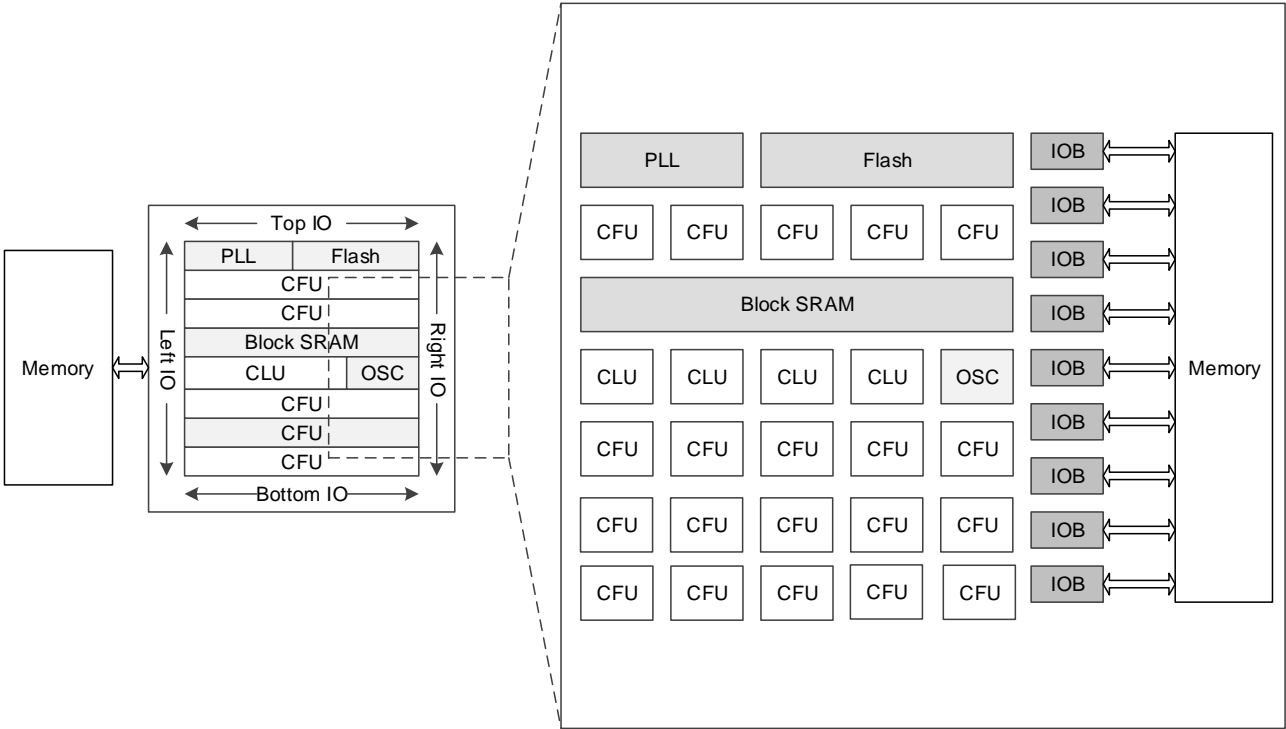 Memory
Top IO
PLL Flash
CFU
CFU
Block SRAM
CLU OSC
CFU
CFU
CFU
Bottom IO
Left IO
Right IO
PLL Flash IOB
IOB
CFU CFU CFU CFU CFU
IOB
Block SRAM IOB
CLU CLU CLU CLU OSC IOB Memory
IOB
CFU CFU CFU CFU CFU
IOB
CFU CFU CFU CFU CFU IOB
CFU CFU CFU CFU CFU IOB